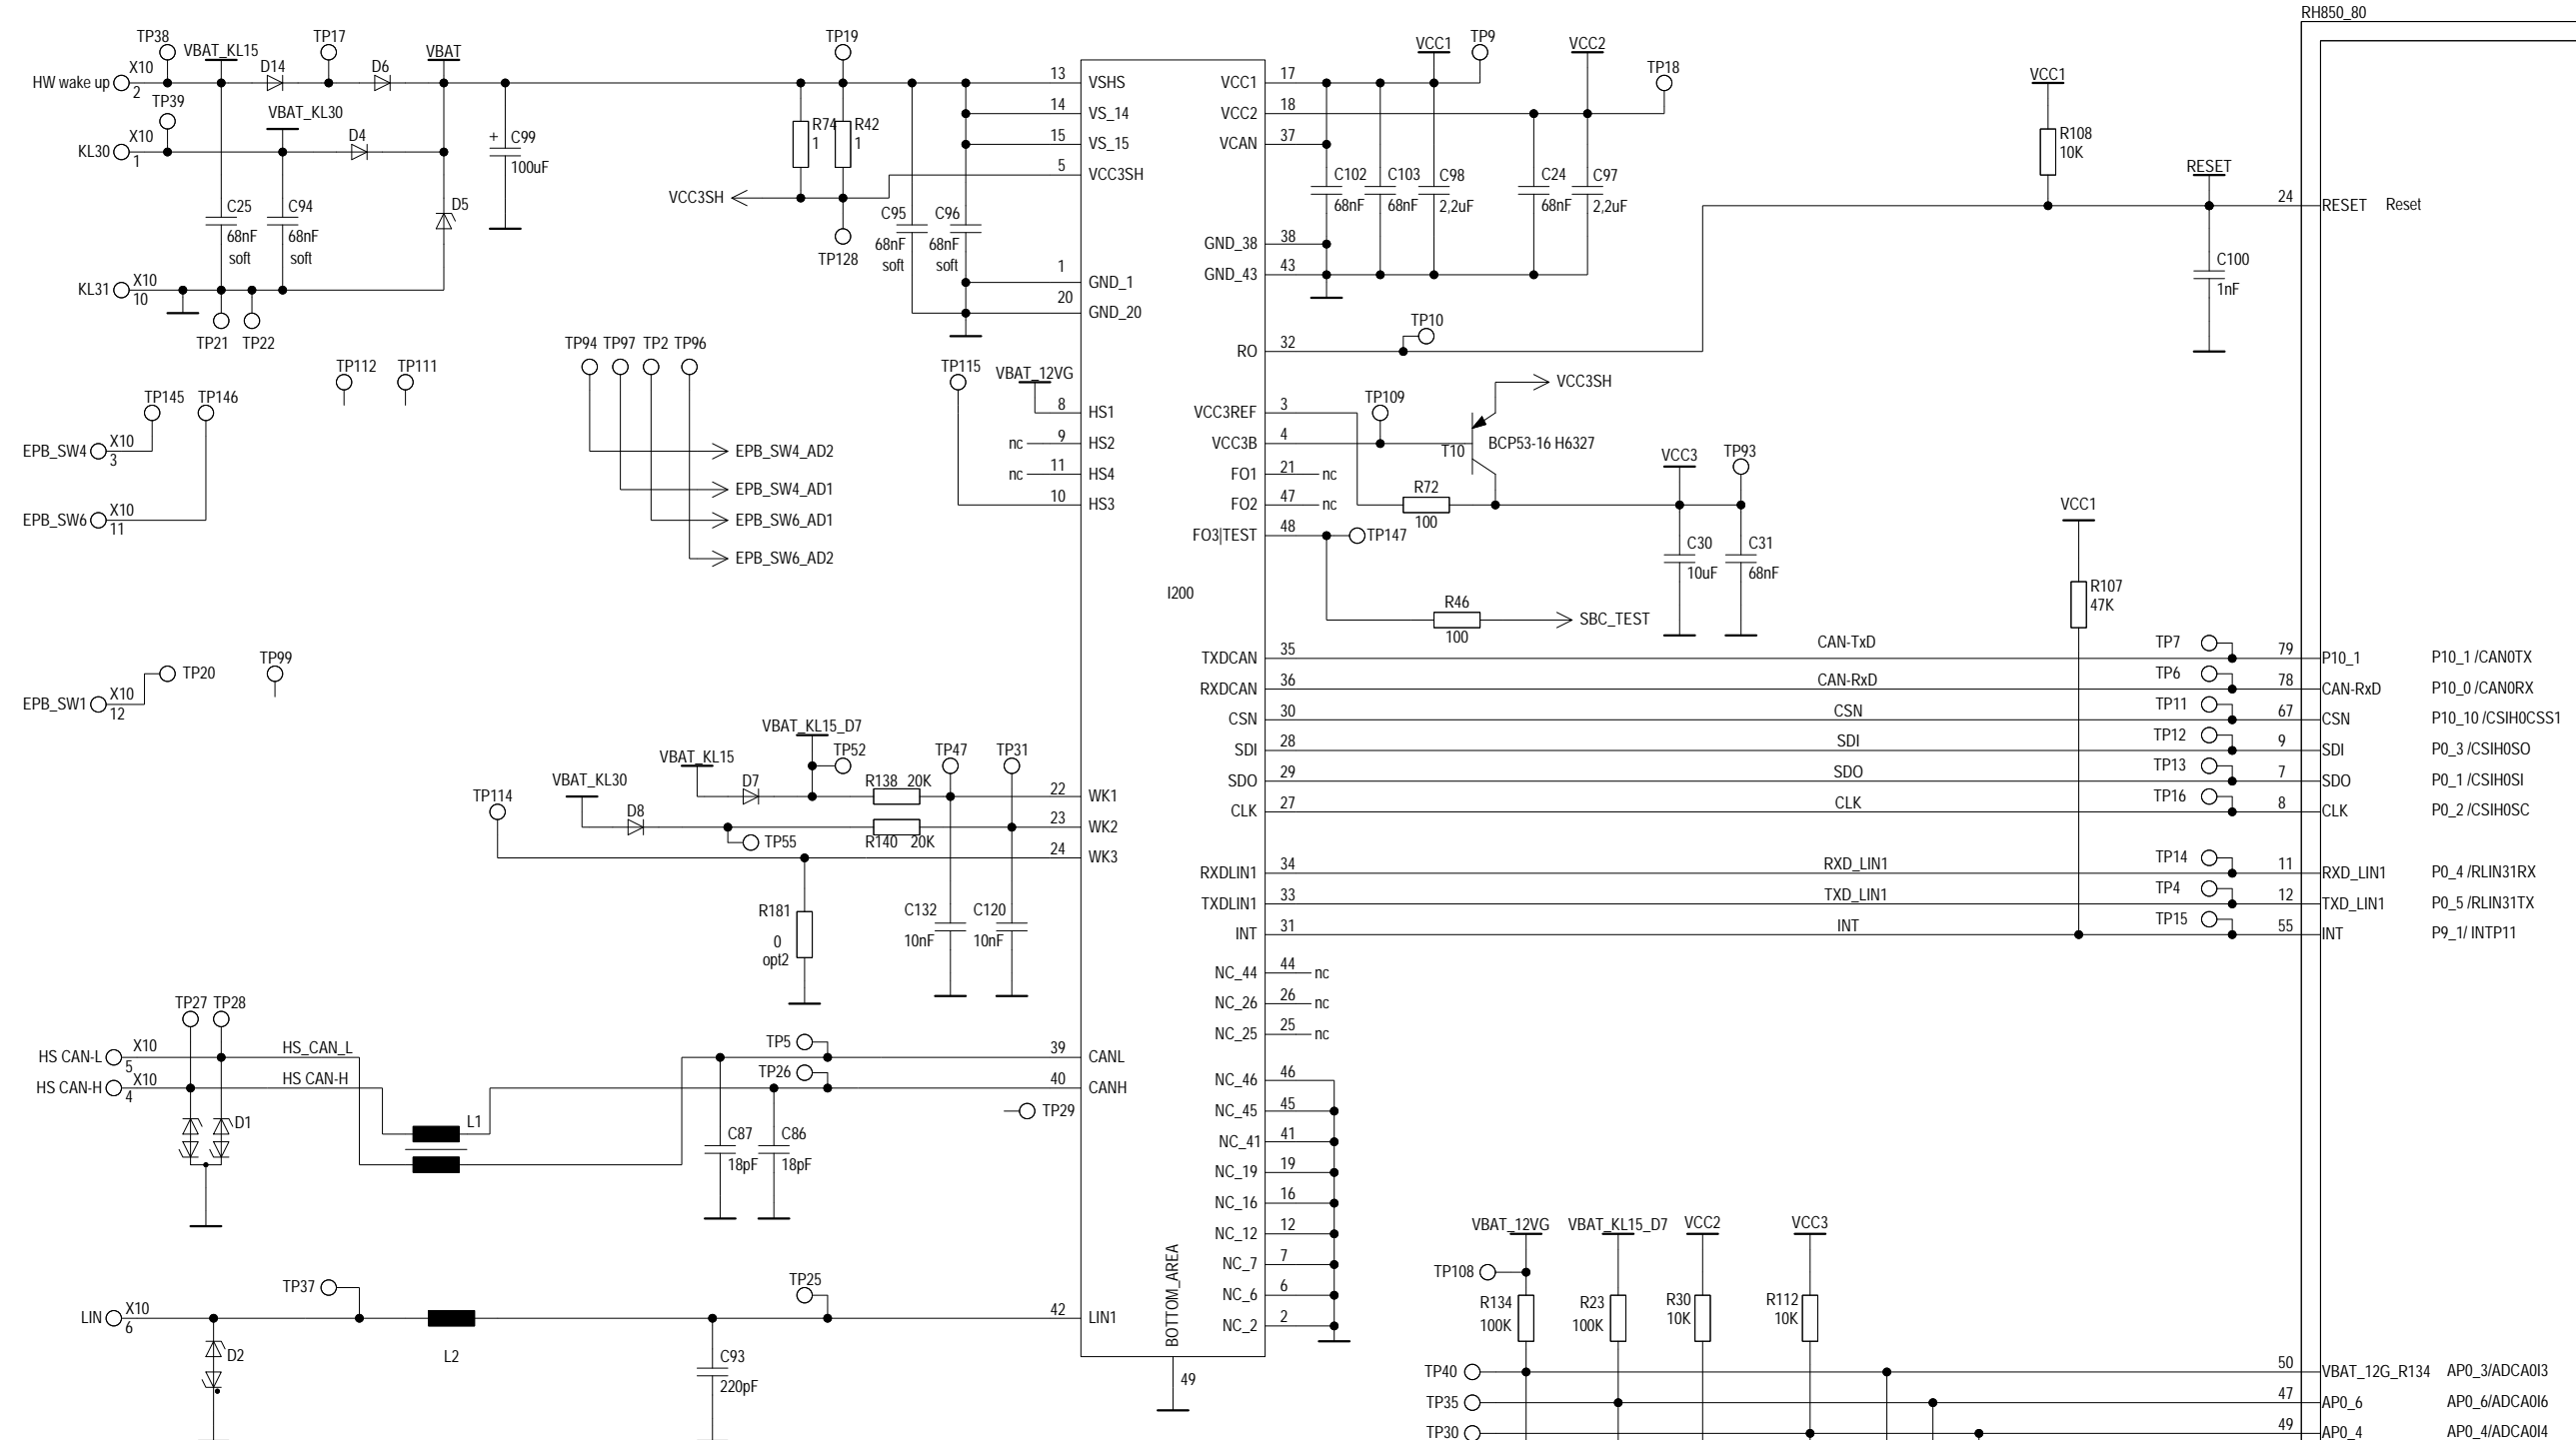 RH850_80
TP38
VBAT_KL15
TP17
VBAT
TP19
VCC1
TP9
VCC2
TP18
VCC1
HW wake up
X10
2
D14
D6
13
VSHS
VCC1
17
TP39
VBAT_KL30
14
VS_14
VCC2
18
KL30
X10
1
D4
+
C99
100uF
R74
1
R42
1
15
VS_15
VCAN
37
R108
10K
5
VCC3SH
C102
68nF
C103
68nF
C98
2,2uF
C24
68nF
C97
2,2uF
RESET
VCC3SH
24
RESET
Reset
C25
68nF
soft
C94
68nF
soft
D5
C95
68nF
soft
C96
68nF
soft
TP128
GND_38
38
GND_43
43
C100
1nF
KL31
X10
10
1
GND_1
20
GND_20
TP21
TP22
TP10
RO
32
TP94
TP97
TP2
TP96
TP112
TP111
TP115
VBAT_12VG
VCC3SH
TP145
TP146
8
HS1
VCC3REF
3
TP109
EPB_SW4
X10
3
EPB_SW4_AD2
nc
9
HS2
VCC3B
4
T10
BCP53-16 H6327
nc
11
HS4
FO1
21
nc
VCC3
TP93
EPB_SW4_AD1
10
HS3
FO2
47
nc
R72
100
VCC1
EPB_SW6
X10
11
EPB_SW6_AD1
FO3|TEST
48
TP147
EPB_SW6_AD2
C30
10uF
C31
68nF
I200
R107
47K
R46
100
SBC_TEST
TP20
TP99
TXDCAN
35
CAN-TxD
TP7
79
P10_1
P10_1 /CAN0TX
EPB_SW1
X10
12
RXDCAN
36
CAN-RxD
TP6
78
CAN-RxD
P10_0 /CAN0RX
CSN
30
CSN
TP11
67
CSN
P10_10 /CSIH0CSS1
VBAT_KL15_D7
VBAT_KL15
TP52
TP47
TP31
SDI
28
SDI
TP12
9
SDI
P0_3 /CSIH0SO
VBAT_KL30
D7
R138 20K
22
WK1
SDO
29
SDO
TP13
7
SDO
P0_1 /CSIH0SI
TP114
D8
TP55
R140 20K
23
WK2
CLK
27
CLK
TP16
8
CLK
P0_2 /CSIH0SC
24
WK3
RXDLIN1
34
RXD_LIN1
TP14
11
RXD_LIN1
P0_4 /RLIN31RX
R181
0
opt2
C132
10nF
C120
10nF
TXDLIN1
33
TXD_LIN1
TP4
12
TXD_LIN1
P0_5 /RLIN31TX
INT
31
INT
TP15
55
INT
P9_1/ INTP11
NC_44
44
nc
TP27
TP28
NC_26
26
nc
NC_25
25
nc
HS CAN-L
X10
5
HS_CAN_L
TP5
39
CANL
HS CAN-H
X10
4
HS CAN-H
TP26
40
CANH
NC_46
46
TP29
NC_45
45
D1
L1
C87
18pF
C86
18pF
NC_41
41
NC_19
19
NC_16
16
NC_12
12
VBAT_12VG
VBAT_KL15_D7
VCC2
VCC3
BOTTOM_AREA
NC_7
7
TP108
TP37
TP25
NC_6
6
R134
100K
R23
100K
R30
10K
R112
10K
LIN
X10
6
42
LIN1
NC_2
2
D2
L2
C93
220pF
49
TP40
50
VBAT_12G_R134
AP0_3/ADCA0I3
TP35
47
AP0_6
AP0_6/ADCA0I6
TP30
49
AP0_4
AP0_4/ADCA0I4